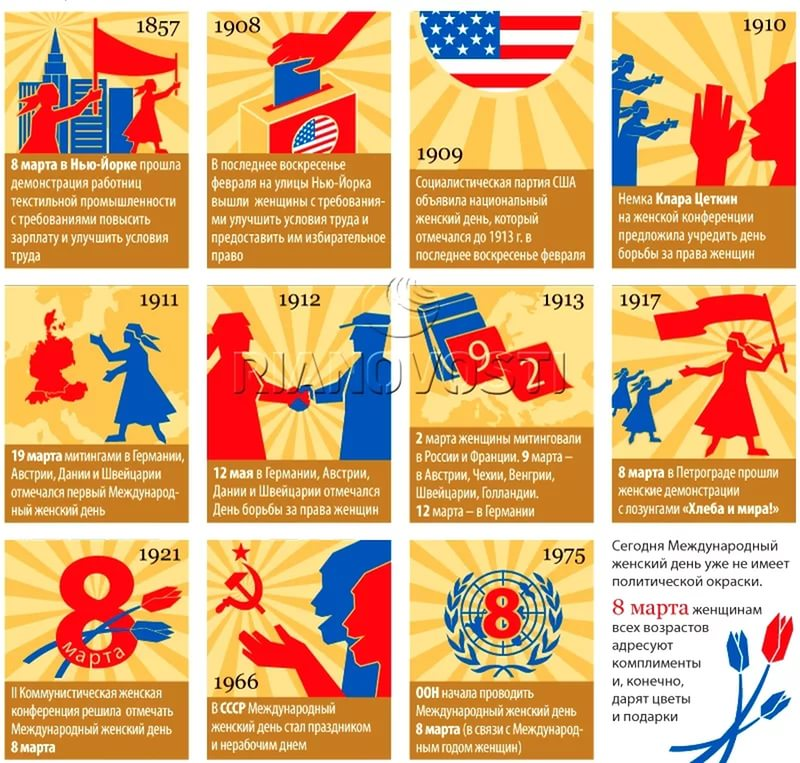 1857
8 марта в Нью-Йорке прошла
демонстрация работниц
текстильной промышленности
с требованиями повысить
зарплату и улучшить условия
труда
1908
В последнее воскресенье
февраля на улицы Нью-Йорка
вышли женщины с требования-
ми улучшить условия труда и
предоставить им избирательное
право
1909
Социалистическая партия США
объявила национальный
женский день, который
отмечался до 1913 г. в
последнее воскресенье февраля
1910
Немка Клара Цеткин
на женской конференции
предложила учредить день
борьбы за права женщин
1911
19 марта митингами в Германии,
Австрии, Дании и Швейцарии
отмечался первый Международ-
ный женский день
1912
12 мая в Германии, Австрии,
Дании и Швейцарии отмечался
День борьбы за права женщин
1913
9 2
2 марта женщины митинговали
в России и Франции. 9 марта –
в Австрии, Чехии, Венгрии,
Швейцарии, Голландии.
12 марта – в Германии
1917
8 марта в Петрограде прошли
женские демонстрации
с лозунгами «Хлеба и мира!»
RIANOVOSTI
1921
8
марта
II Коммунистическая женская
конференция решила отмечать
Международный женский день
8 марта
1966
В СССР Международный
женский день стал праздником
и нерабочим днем
1975
8
ООН начала проводить
Международный женский день
8 марта (в связи с Международ-
ным годом женщин)
Сегодня Международный
женский день уже не имеет
политической окраски.
8 марта женщинам
всех возрастов
адресуют
комплименты
и, конечно,
дарят цветы
и подарки